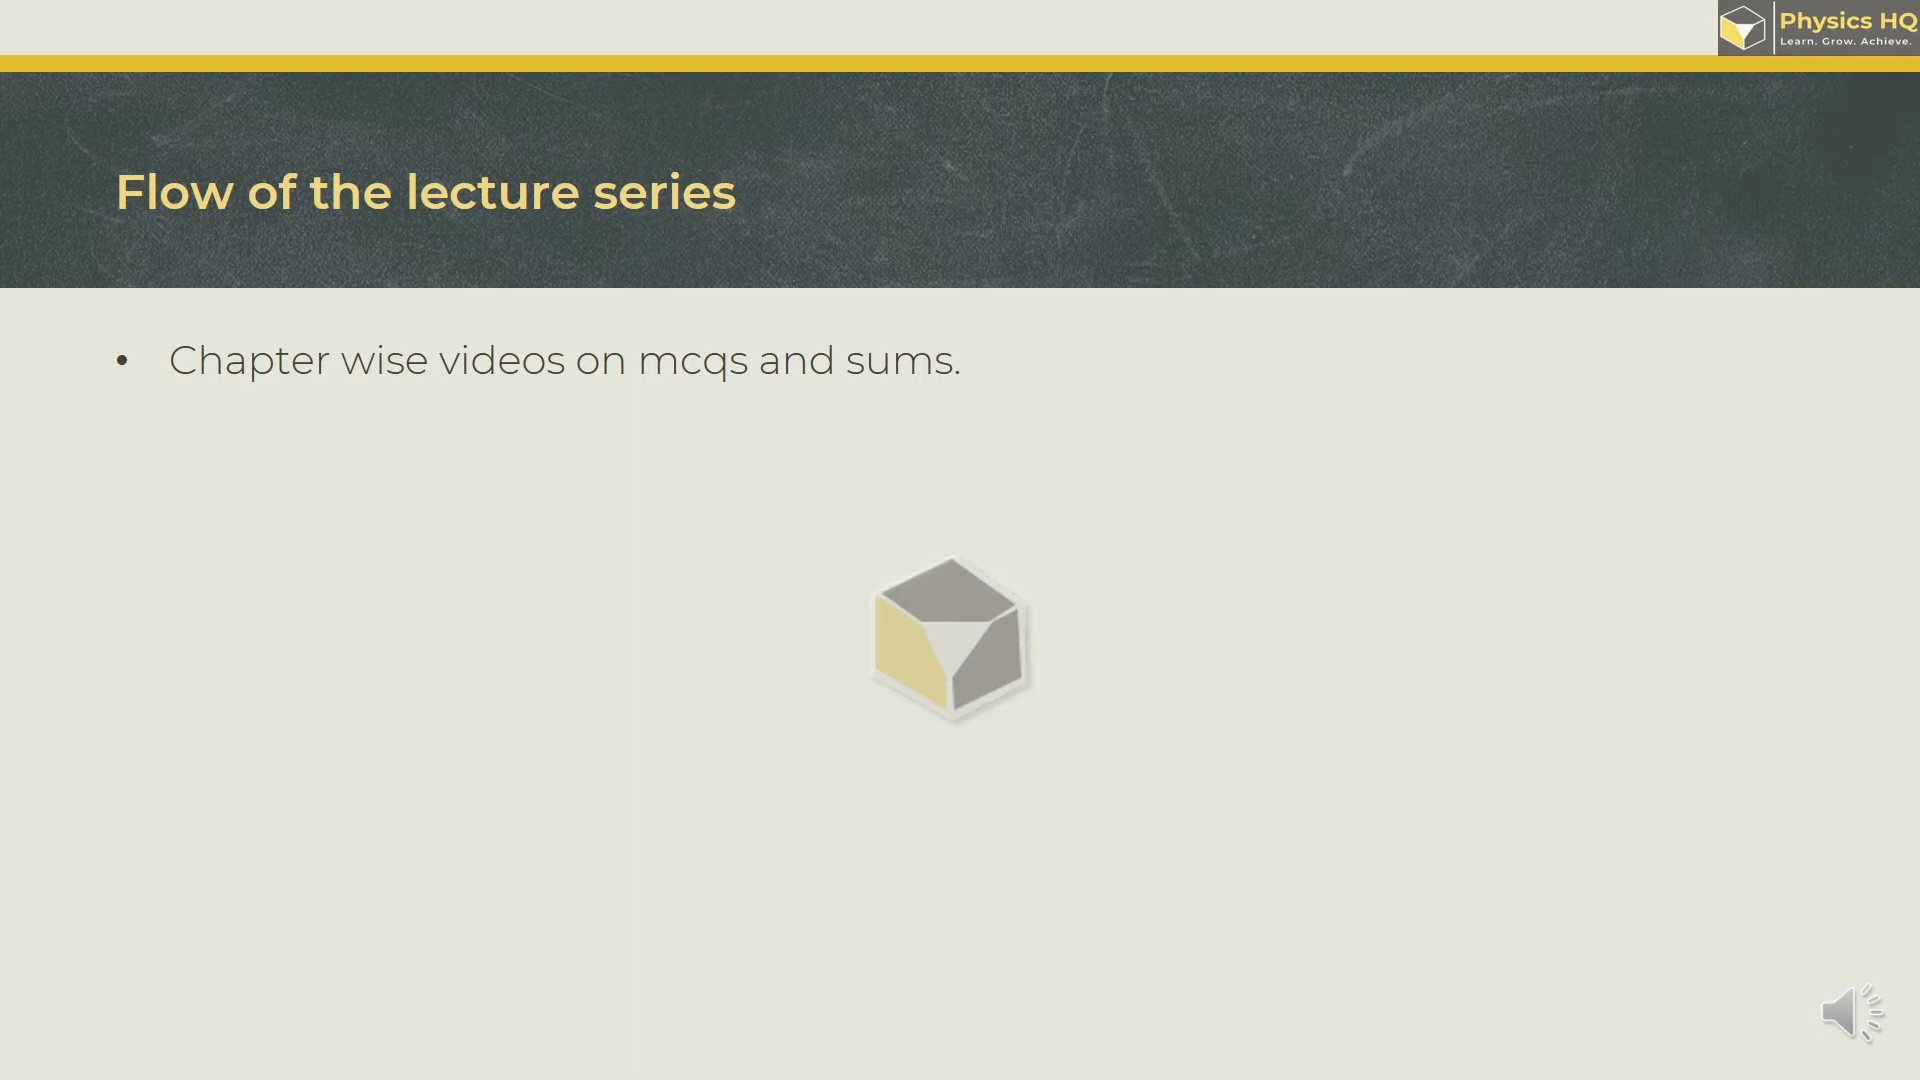 Physics HQ
Learn. Grow. Achieve.
Flow of the lecture series
• Chapter wise videos on mcqs and sums.